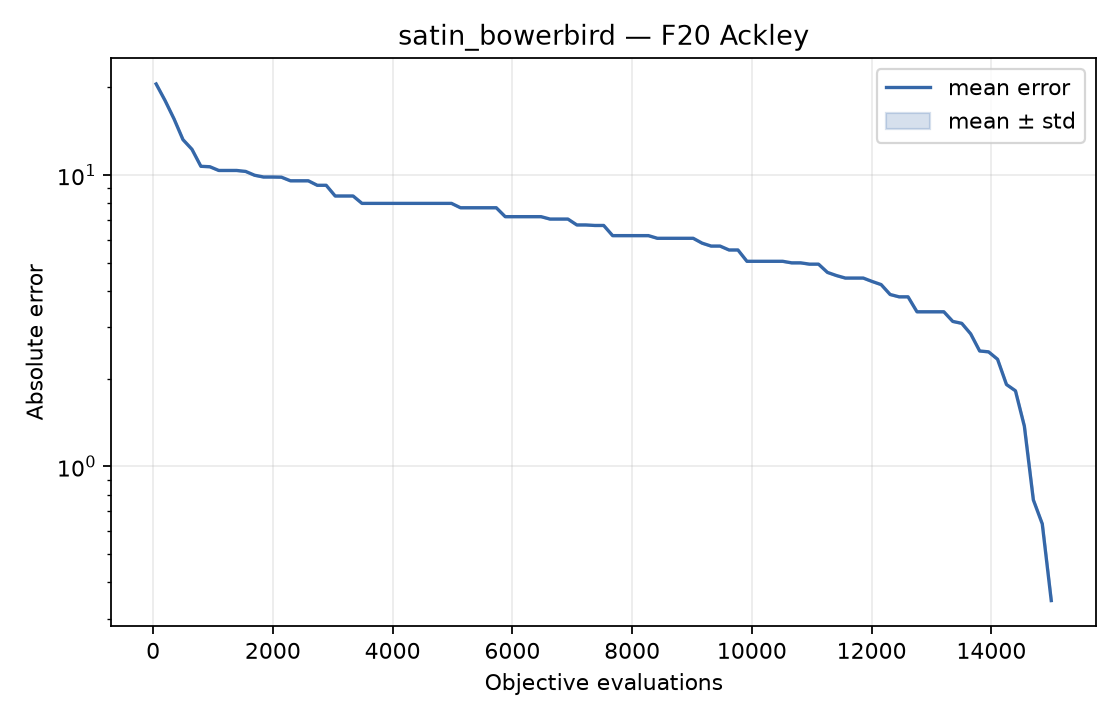 satin_bowerbird — F20 Ackley
mean error
mean ± std
Absolute error
10¹
10⁰
0 2000 4000 6000 8000 10000 12000 14000
Objective evaluations